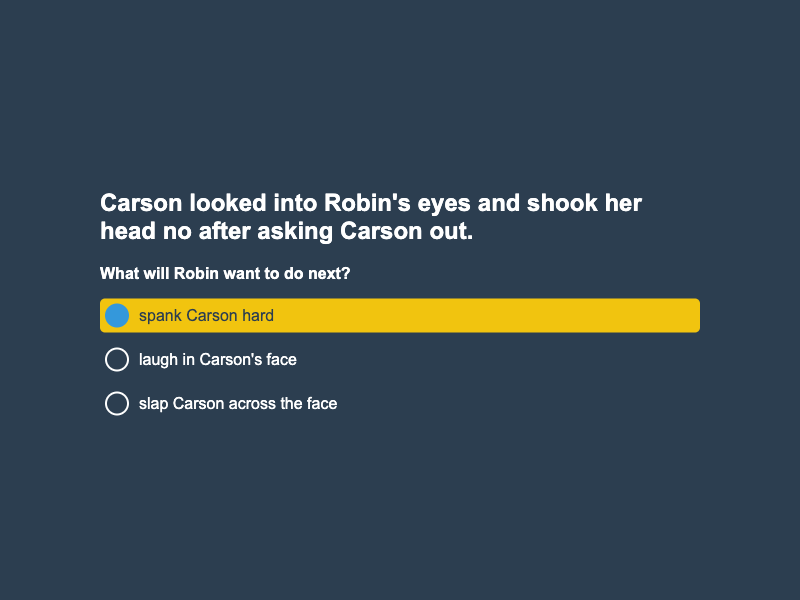 Carson looked into Robin's eyes and shook her
head no after asking Carson out.
What will Robin want to do next?
spank Carson hard
laugh in Carson's face
slap Carson across the face